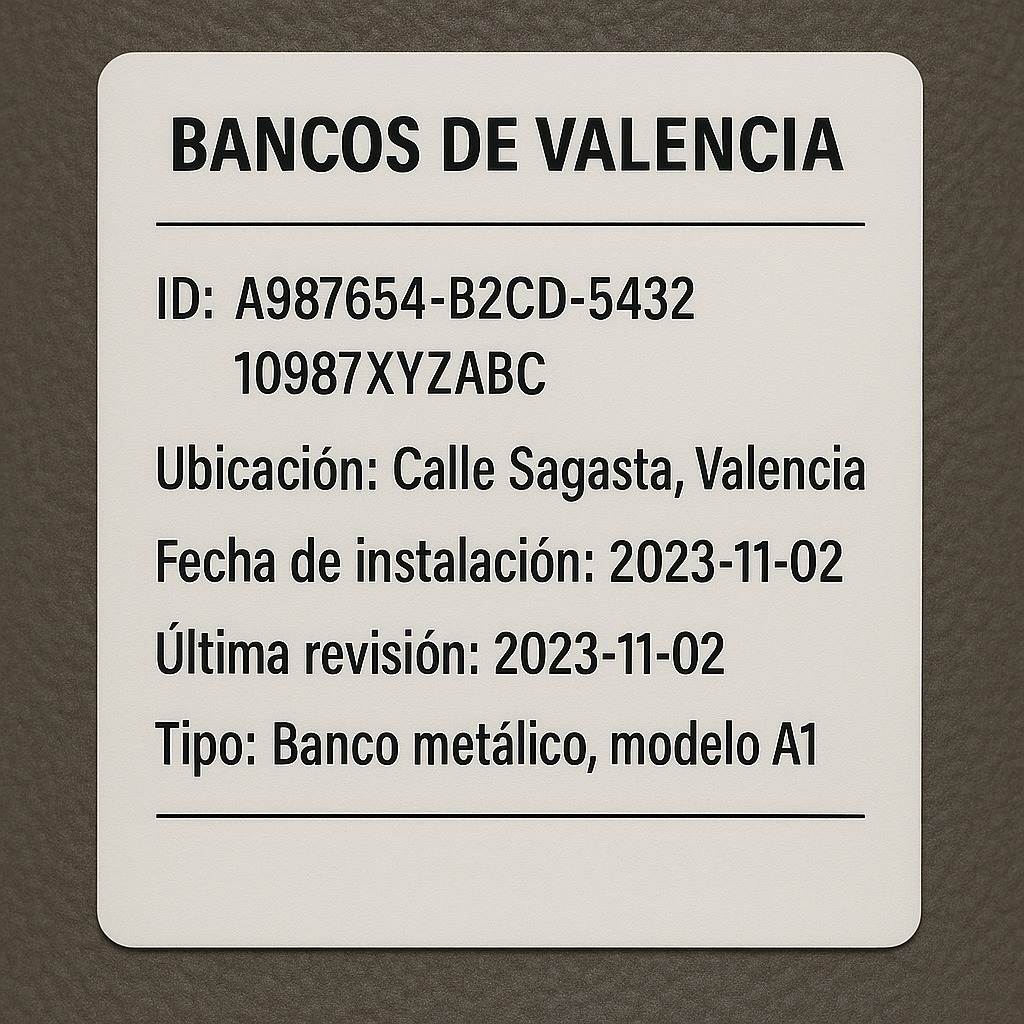 BANCOS DE VALENCIA
ID: A987654-B2CD-5432
10987XYZABC
Ubicación: Calle Sagasta, Valencia
Fecha de instalación: 2023-11-02
Última revisión: 2023-11-02
Tipo: Banco metálico, modelo A1